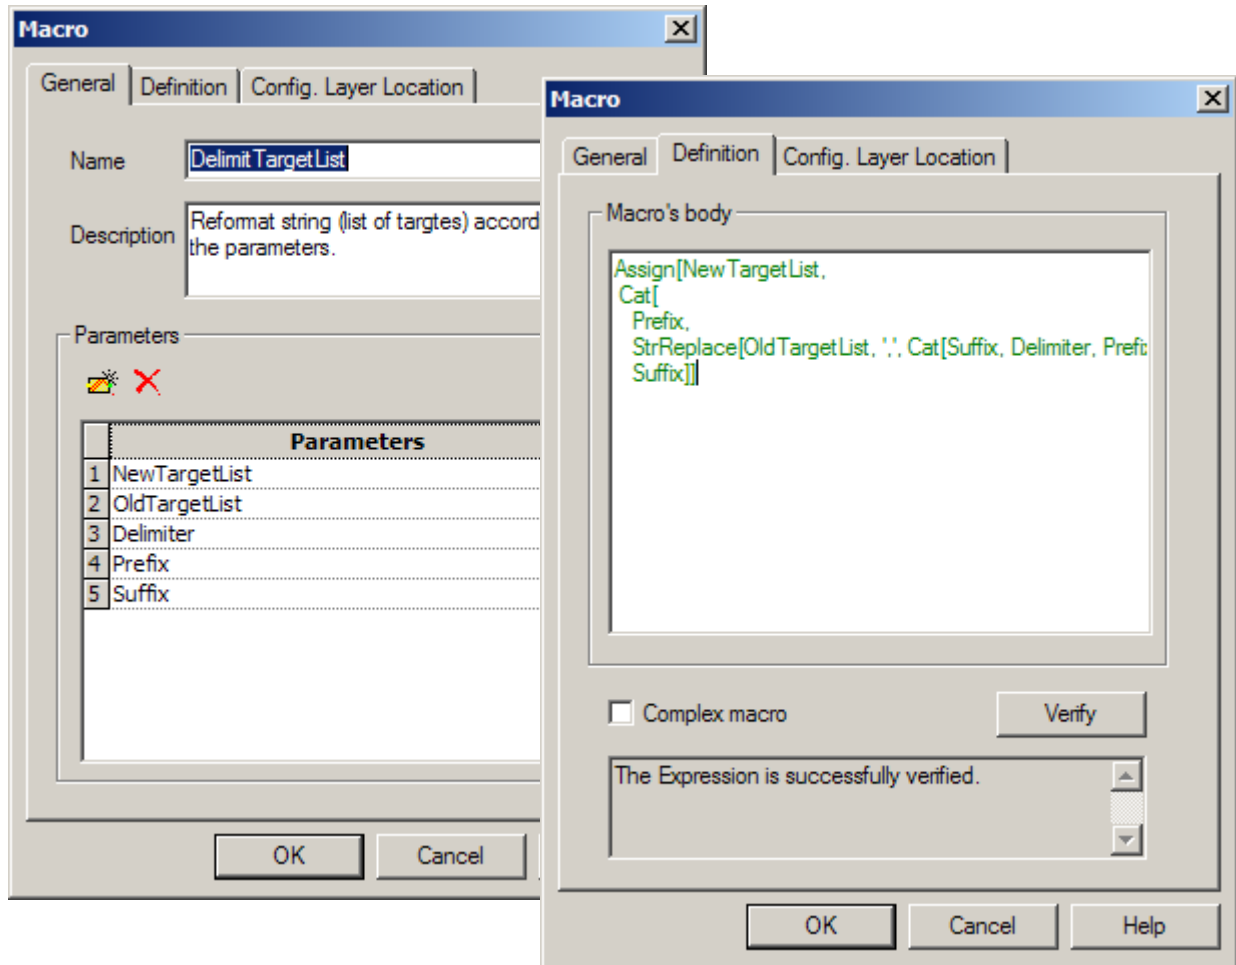 Macro
General
Definition
Config. Layer Location
Name
DelimitTargetList
Description
Reformat string (list of targtes) accord
the parameters.
Parameters
Parameters
1 NewTargetList
2 OldTargetList
3 Delimiter
4 Prefix
5 Suffix
OK
Cancel
Macro
General
Definition
Config. Layer Location
Macro's body
Assign[NewTargetList,
Cat[
Prefix,
StrReplace[OldTargetList, ',', Cat[Suffix, Delimiter, Prefix
Suffix]]
Complex macro
Verify
The Expression is successfully verified.
OK
Cancel
Help